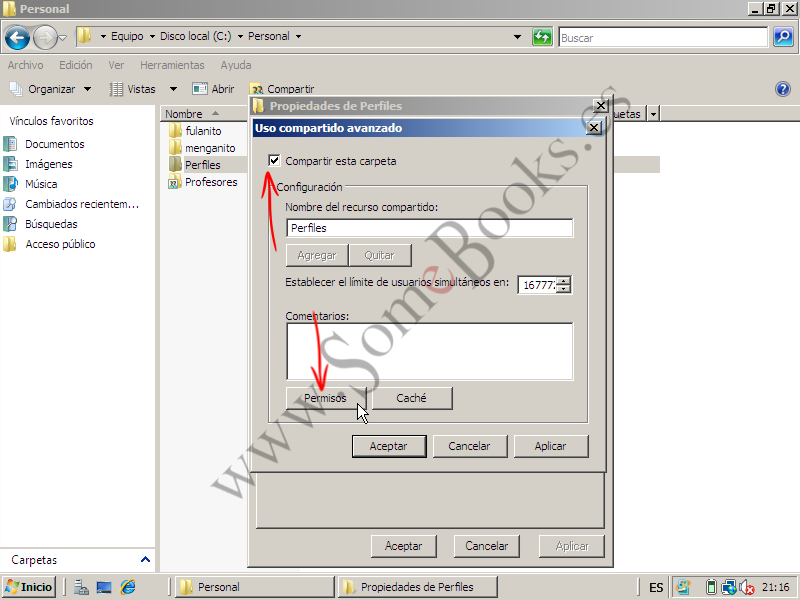 Personal
Equipo Disco local (C:) Personal
Buscar
Archivo Edición Ver Herramientas Ayuda
Organizar Vistas Abrir Compartir
Vínculos favoritos
Documentos
Imágenes
Música
Cambiados recientem...
Búsquedas
Acceso público
Carpetas
Nombre
fulanito
menganito
Perfiles
Profesores
Propiedades de Perfiles
Uso compartido avanzado
Compartir esta carpeta
Configuración
Nombre del recurso compartido:
Perfiles
Agregar Quitar
Establecer el límite de usuarios simultáneos en:
Comentarios:
Permisos Caché
Aceptar Cancelar Aplicar
Aceptar Cancelar Aplicar
www.SomeBooks.es
Inicio Personal Propiedades de Perfiles ES 21:16